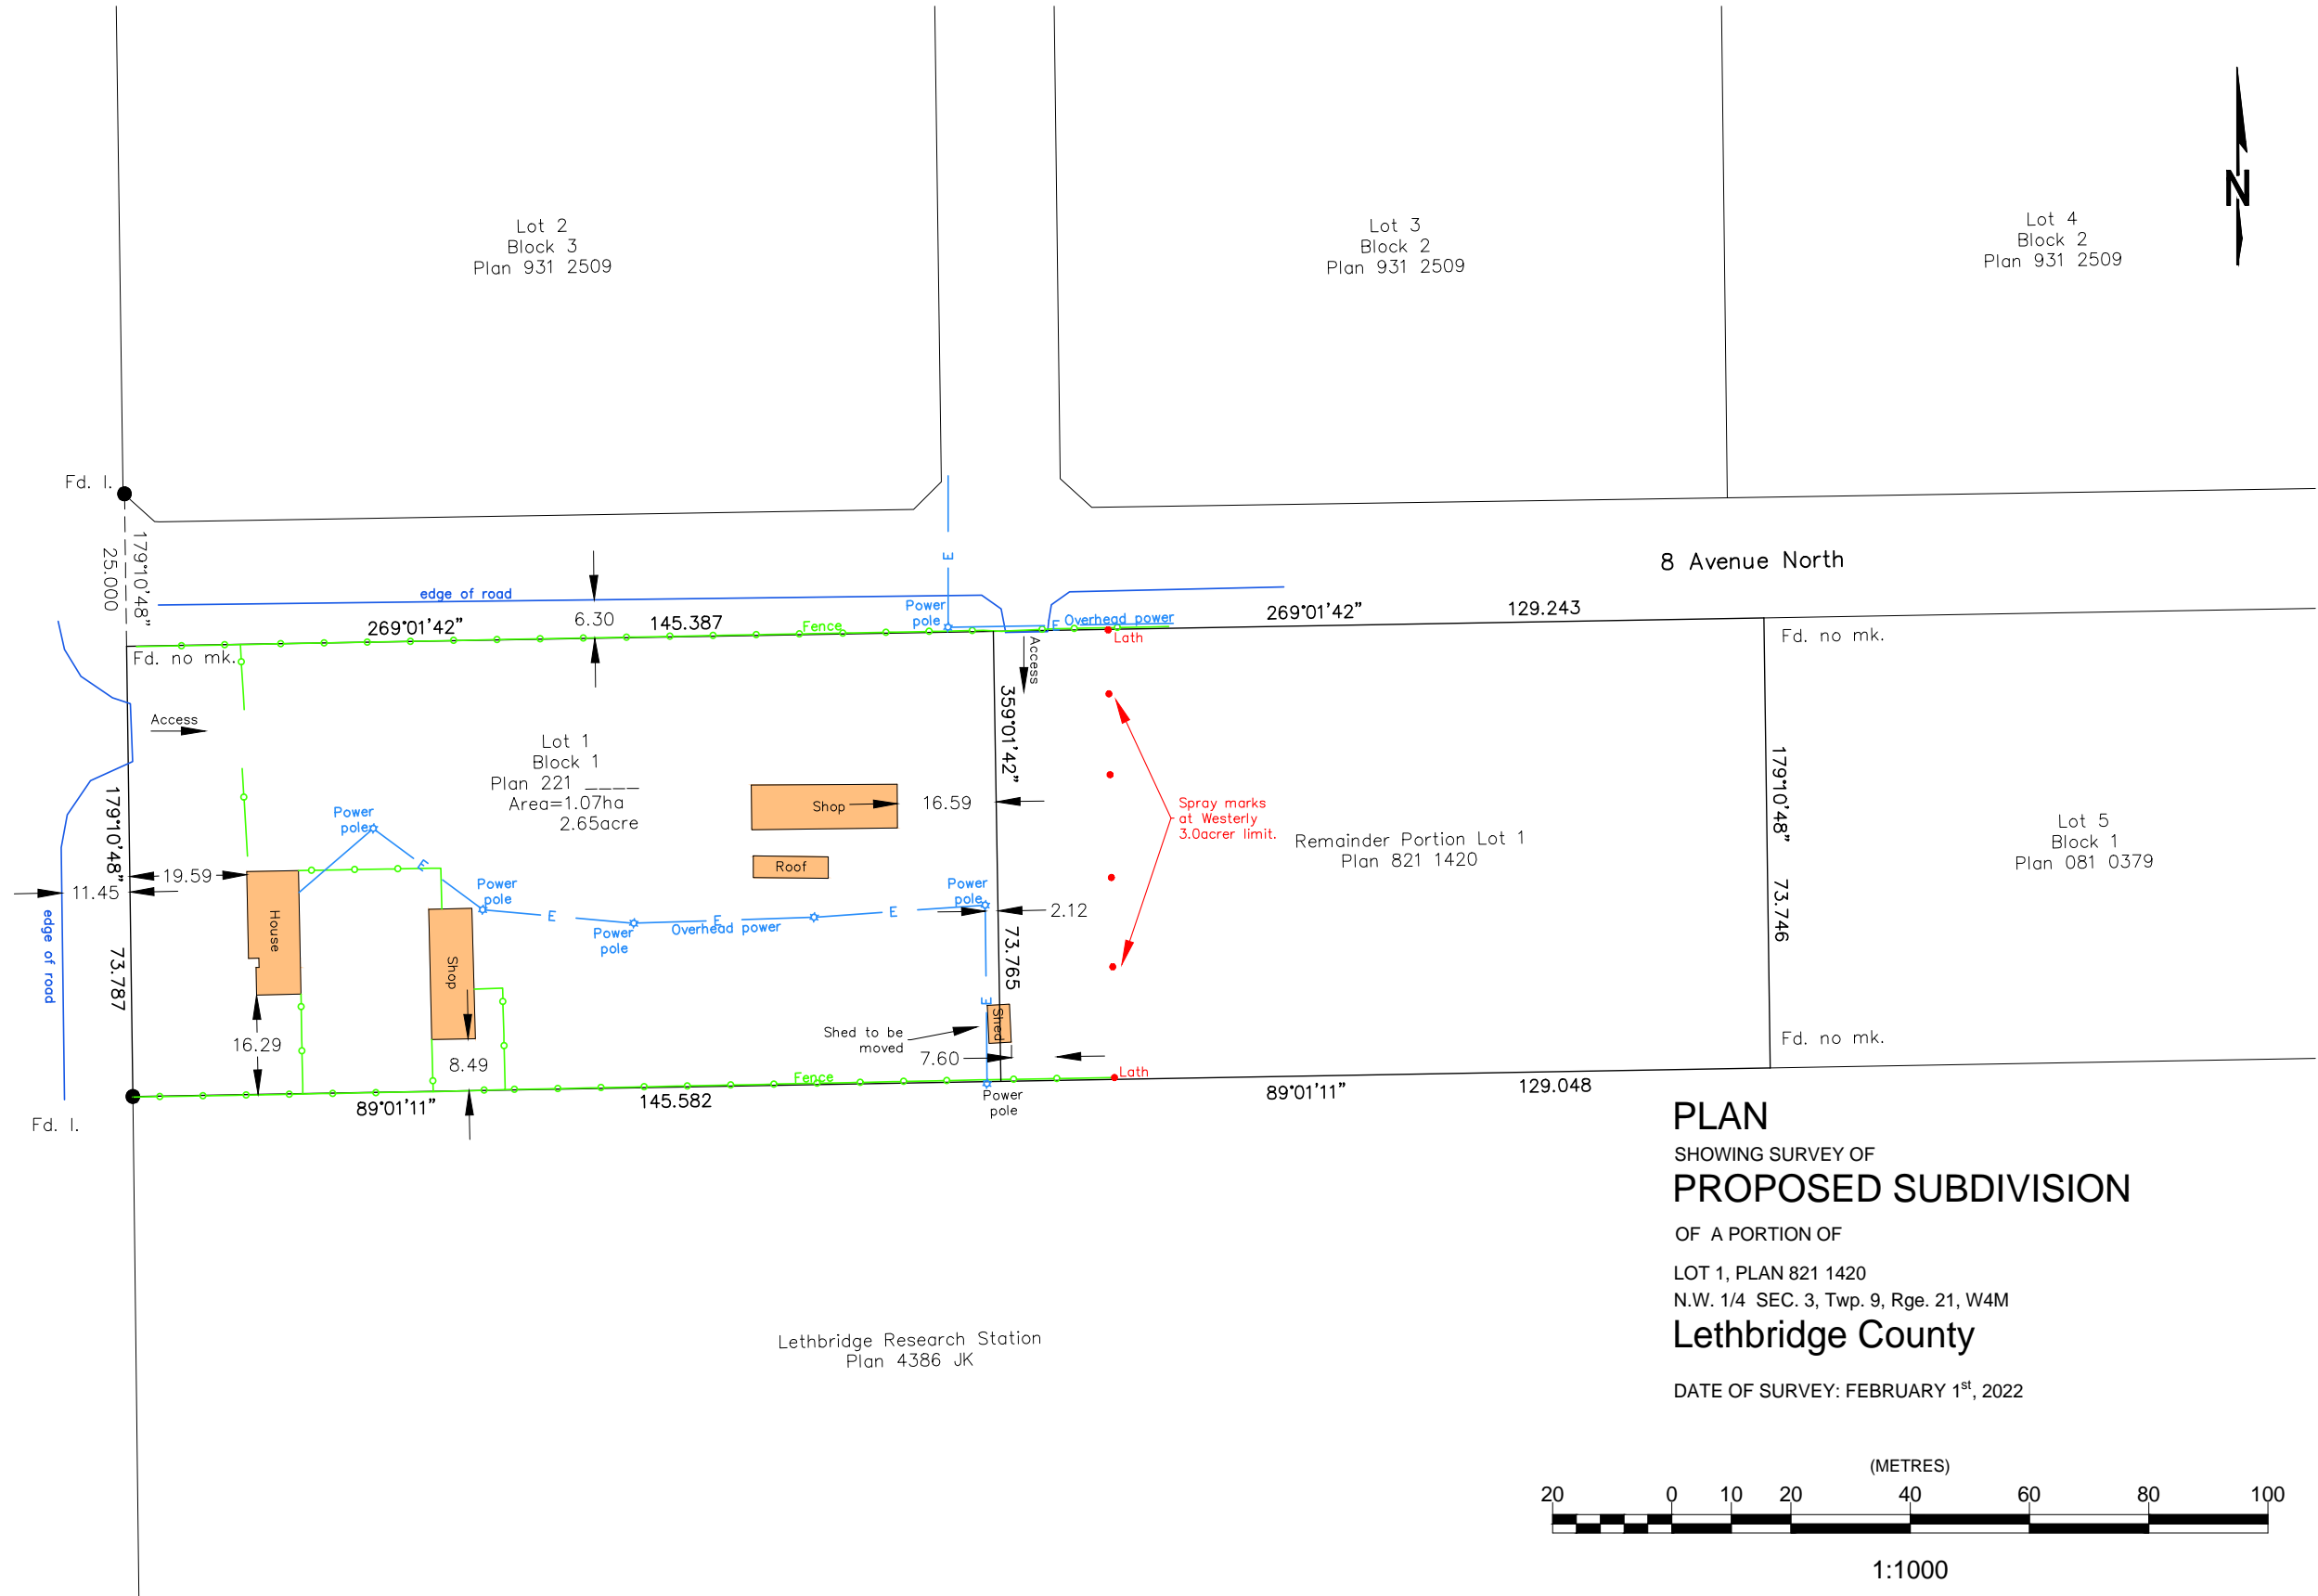 Lot 2
Block 3
Plan 931 2509
Lot 3
Block 2
Plan 931 2509
Lot 4
Block 2
Plan 931 2509
N
Fd. I.
179°10'48"
25.000
8 Avenue North
edge of road
6.30
269°01'42"
145.387
Fence
Power
pole
E
E
Overhead power
Lath
269°01'42"
129.243
Fd. no mk.
Fd. no mk.
Access
Access
359°01'42"
73.765
Lot 1
Block 1
Plan 221 ____
Area=1.07ha
2.65acre
Shop
16.59
Roof
Power
pole
E
179°10'48"
73.787
19.59
11.45
edge of road
House
Shop
Power
pole
E
Power
pole
E
Overhead power
E
Power
pole
2.12
E
Shed
Shed to be
moved
7.60
16.29
8.49
Spray marks
at Westerly
3.0acrer limit.
Remainder Portion Lot 1
Plan 821 1420
179°10'48"
73.746
Lot 5
Block 1
Plan 081 0379
Fd. no mk.
Fd. I.
89°01'11"
145.582
Fence
Power
pole
Lath
89°01'11"
129.048
Lethbridge Research Station
Plan 4386 JK
PLAN
SHOWING SURVEY OF
PROPOSED SUBDIVISION
OF A PORTION OF
LOT 1, PLAN 821 1420
N.W. 1/4 SEC. 3, Twp. 9, Rge. 21, W4M
Lethbridge County
DATE OF SURVEY: FEBRUARY 1st, 2022
(METRES)
20 0 10 20 40 60 80 100
1:1000